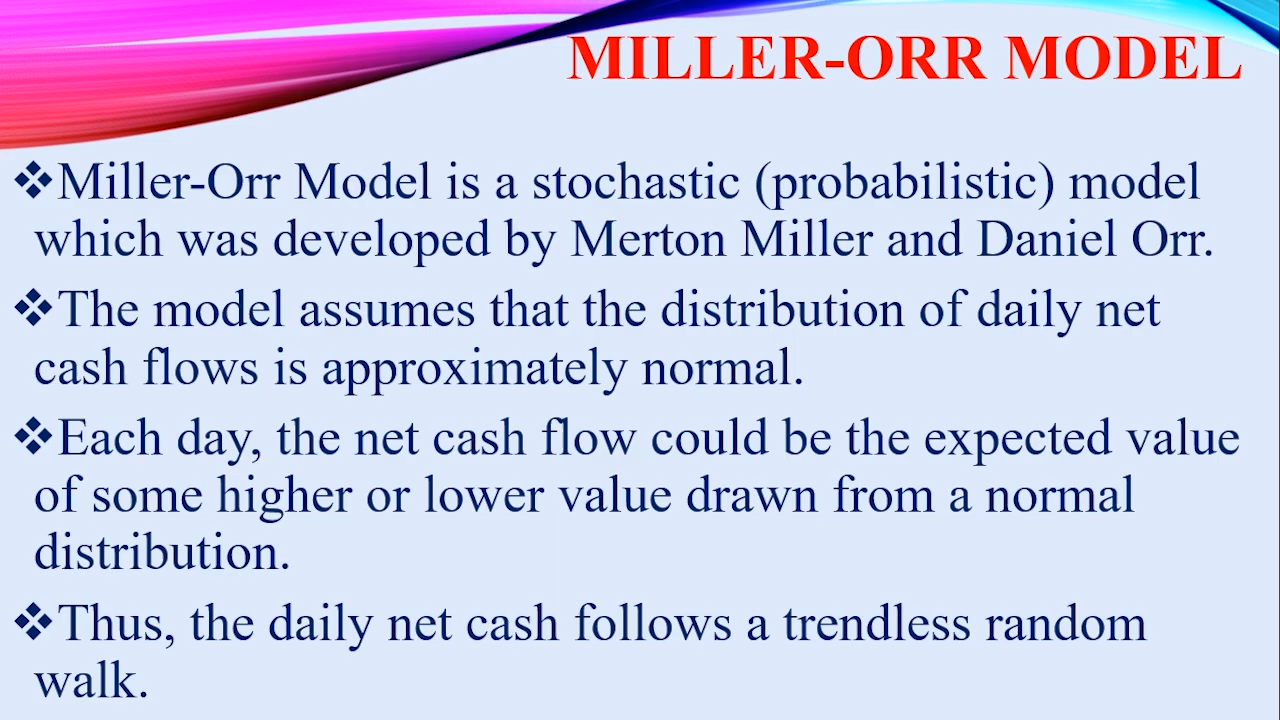 MILLER-ORR MODEL
❖Miller-Orr Model is a stochastic (probabilistic) model
which was developed by Merton Miller and Daniel Orr.
❖The model assumes that the distribution of daily net
cash flows is approximately normal.
❖Each day, the net cash flow could be the expected value
of some higher or lower value drawn from a normal
distribution.
❖Thus, the daily net cash follows a trendless random
walk.